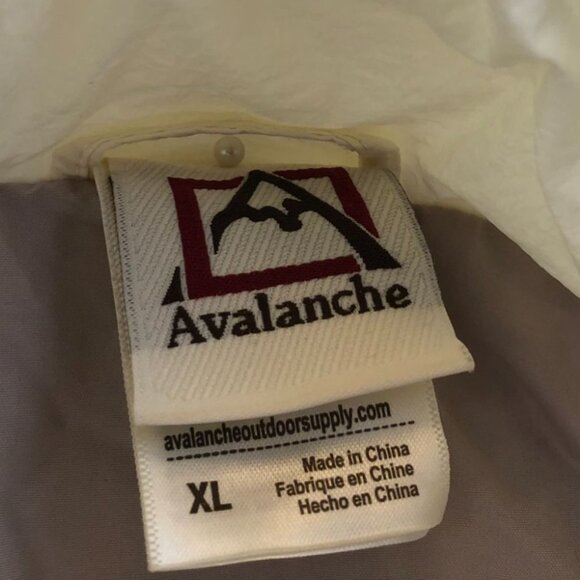 Avalanche
avalancheoutdoorsupply.com
XL
Made in China
Fabrique en Chine
Hecho en China